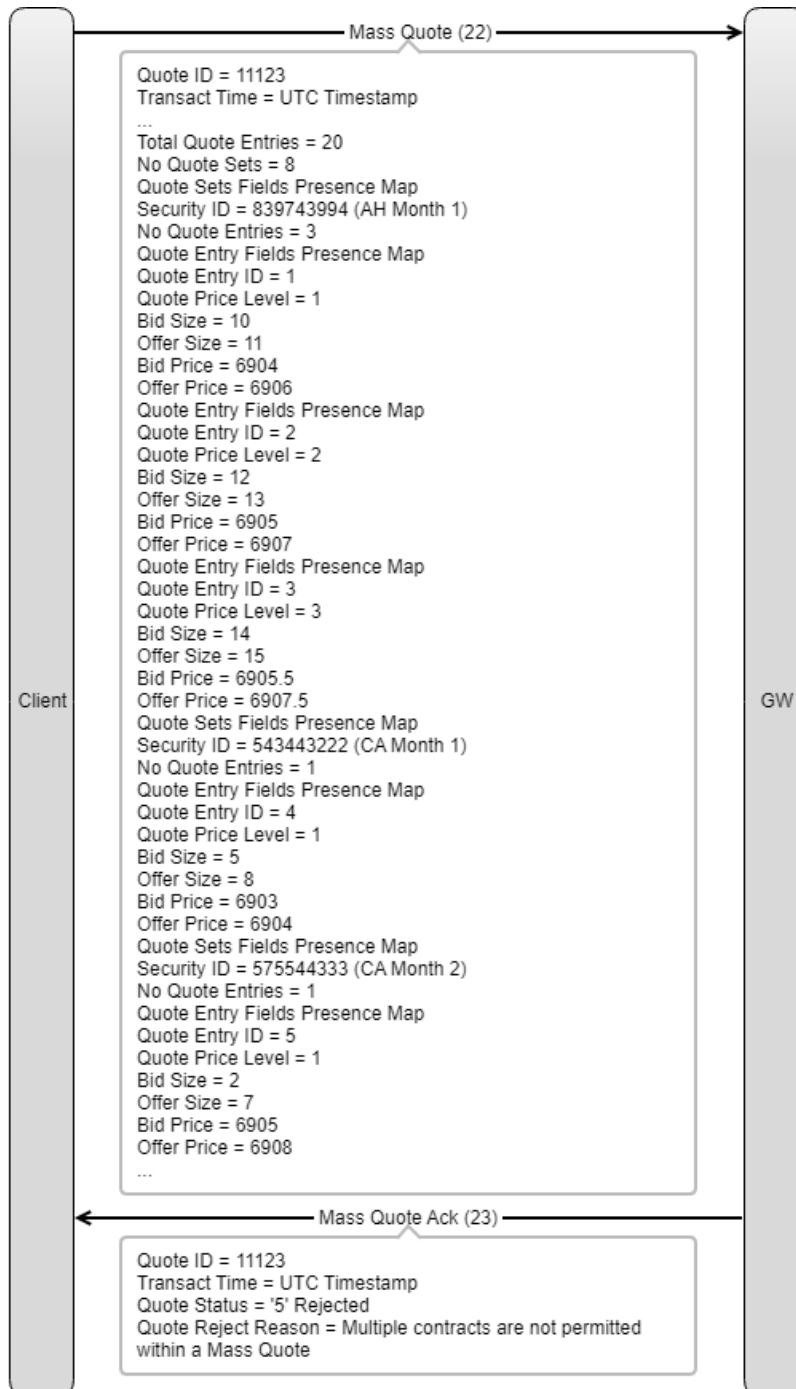 Mass Quote (22)
Quote ID = 11123
Transact Time = UTC Timestamp
...
Total Quote Entries = 20
No Quote Sets = 8
Quote Sets Fields Presence Map
Security ID = 839743994 (AH Month 1)
No Quote Entries = 3
Quote Entry Fields Presence Map
Quote Entry ID = 1
Quote Price Level = 1
Bid Size = 10
Offer Size = 11
Bid Price = 6904
Offer Price = 6906
Quote Entry Fields Presence Map
Quote Entry ID = 2
Quote Price Level = 2
Bid Size = 12
Offer Size = 13
Bid Price = 6905
Offer Price = 6907
Quote Entry Fields Presence Map
Quote Entry ID = 3
Quote Price Level = 3
Bid Size = 14
Offer Size = 15
Bid Price = 6905.5
Offer Price = 6907.5
Quote Sets Fields Presence Map
Security ID = 543443222 (CA Month 1)
No Quote Entries = 1
Quote Entry Fields Presence Map
Quote Entry ID = 4
Quote Price Level = 1
Bid Size = 5
Offer Size = 8
Bid Price = 6903
Offer Price = 6904
Quote Sets Fields Presence Map
Security ID = 575544333 (CA Month 2)
No Quote Entries = 1
Quote Entry Fields Presence Map
Quote Entry ID = 5
Quote Price Level = 1
Bid Size = 2
Offer Size = 7
Bid Price = 6905
Offer Price = 6908
...
Client
GW
Mass Quote Ack (23)
Quote ID = 11123
Transact Time = UTC Timestamp
Quote Status = '5' Rejected
Quote Reject Reason = Multiple contracts are not permitted
within a Mass Quote